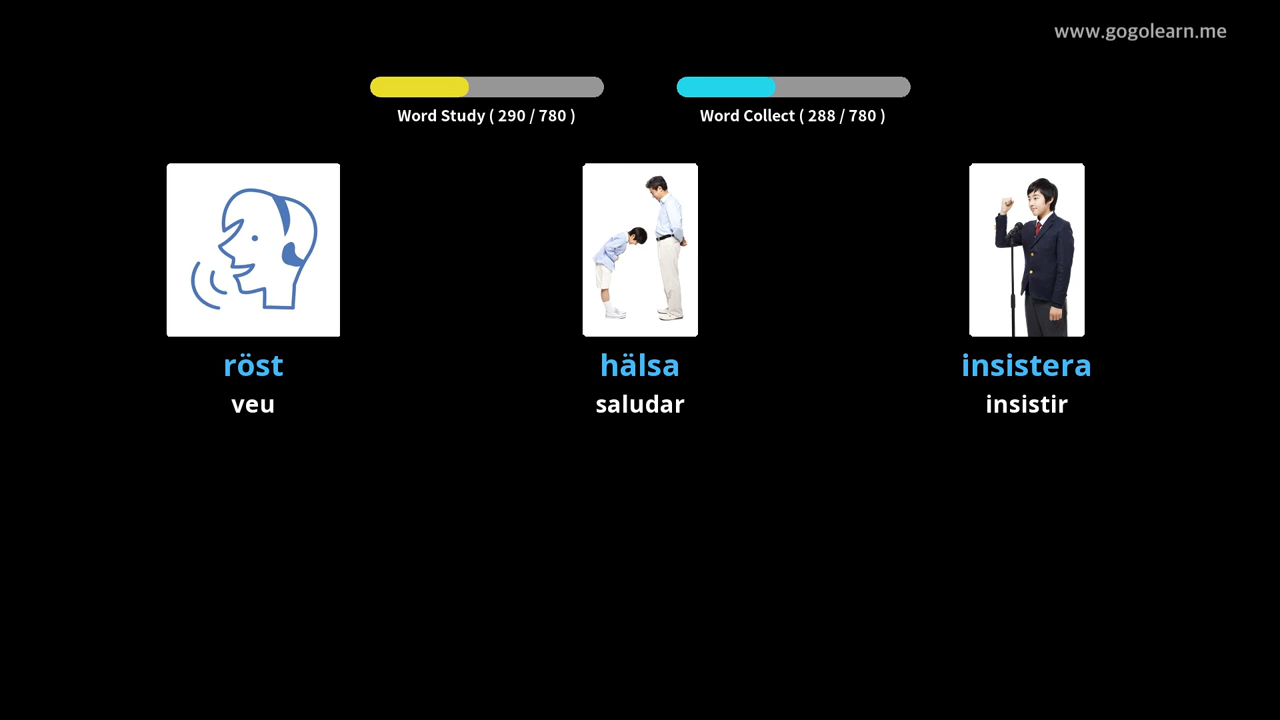 www.gogolearn.me
Word Study ( 290 / 780 )
Word Collect ( 288 / 780 )
röst
hälsa
insistera
veu
saludar
insistir